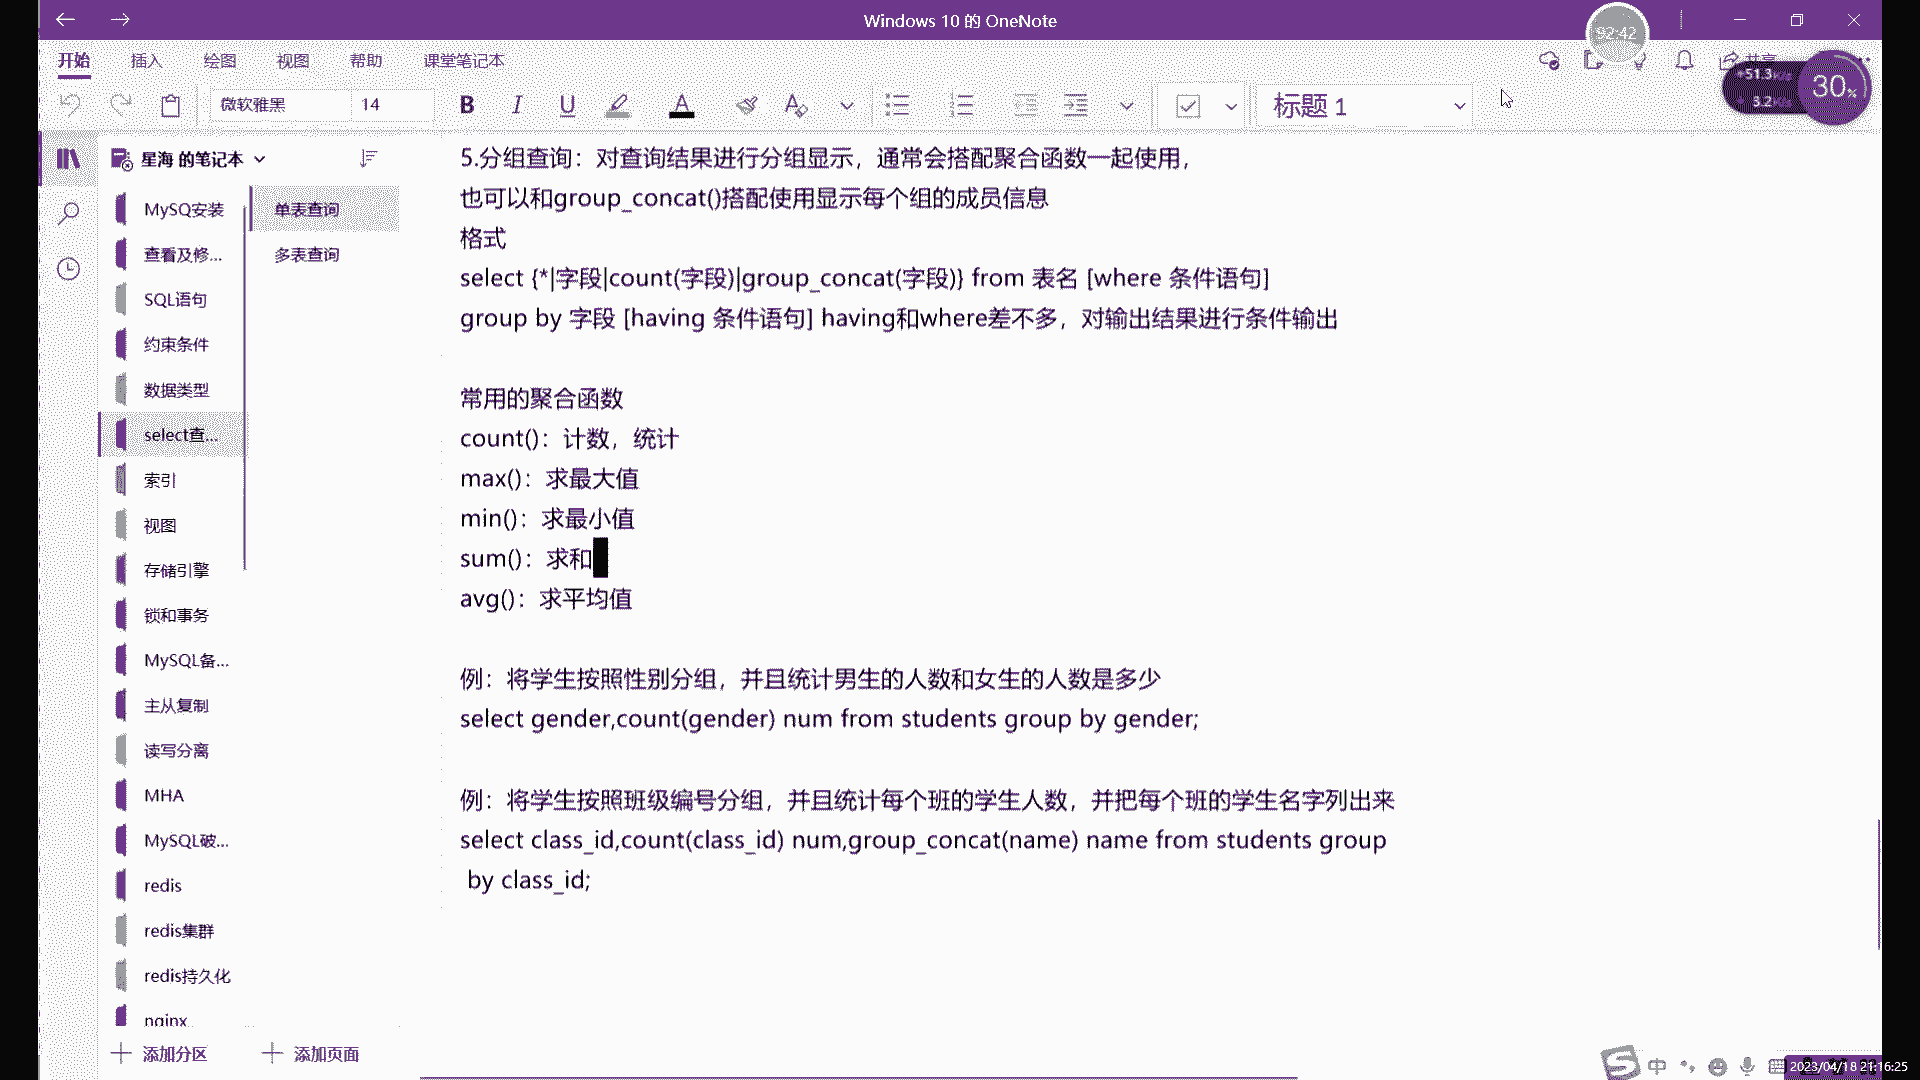 Windows 10 的 OneNote
92:42
开始 插入 绘图 视图 帮助 课堂笔记本
共享
微软雅黑 14 B I U A A 标题 1
30%
星海 的笔记本
MySQ安装
查看及修...
SQL语句
约束条件
数据类型
select查...
索引
视图
存储引擎
锁和事务
MySQL备...
主从复制
读写分离
MHA
MySQL破...
redis
redis集群
redis持久化
nginx
添加分区
单表查询
多表查询
添加页面
5.分组查询：对查询结果进行分组显示，通常会搭配聚合函数一起使用，
也可以和group_concat()搭配使用显示每个组的成员信息
格式
select {*|字段|count(字段)|group_concat(字段)} from 表名 [where 条件语句]
group by 字段 [having 条件语句] having和where差不多，对输出结果进行条件输出
常用的聚合函数
count()：计数，统计
max()：求最大值
min()：求最小值
sum()：求和
avg()：求平均值
例：将学生按照性别分组，并且统计男生的人数和女生的人数是多少
select gender,count(gender) num from students group by gender;
例：将学生按照班级编号分组，并且统计每个班的学生人数，并把每个班的学生名字列出来
select class_id,count(class_id) num,group_concat(name) name from students group
by class_id;
中
2023/04/18 21:16:25